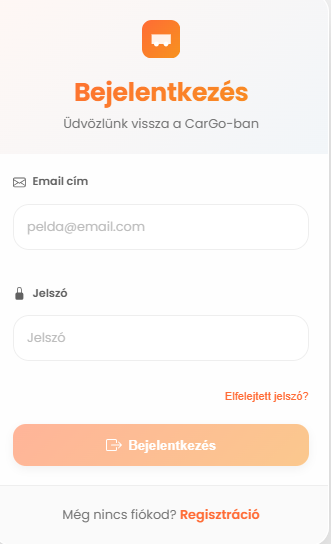 Bejelentkezés
Üdvözlünk vissza a CarGo-ban
Email cím
pelda@email.com
Jelszó
Jelszó
Elfelejtett jelszó?
Bejelentkezés
Még nincs fiókod? Regisztráció